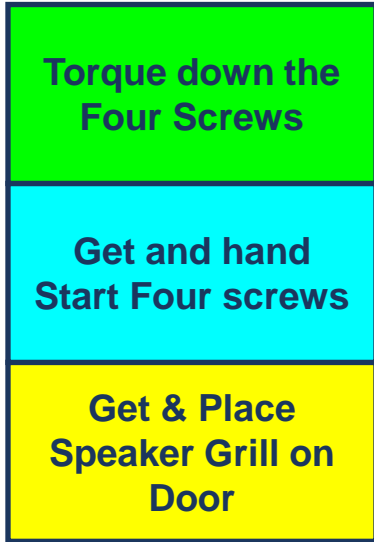 Torque down the
Four Screws
Get and hand
Start Four screws
Get & Place
Speaker Grill on
Door